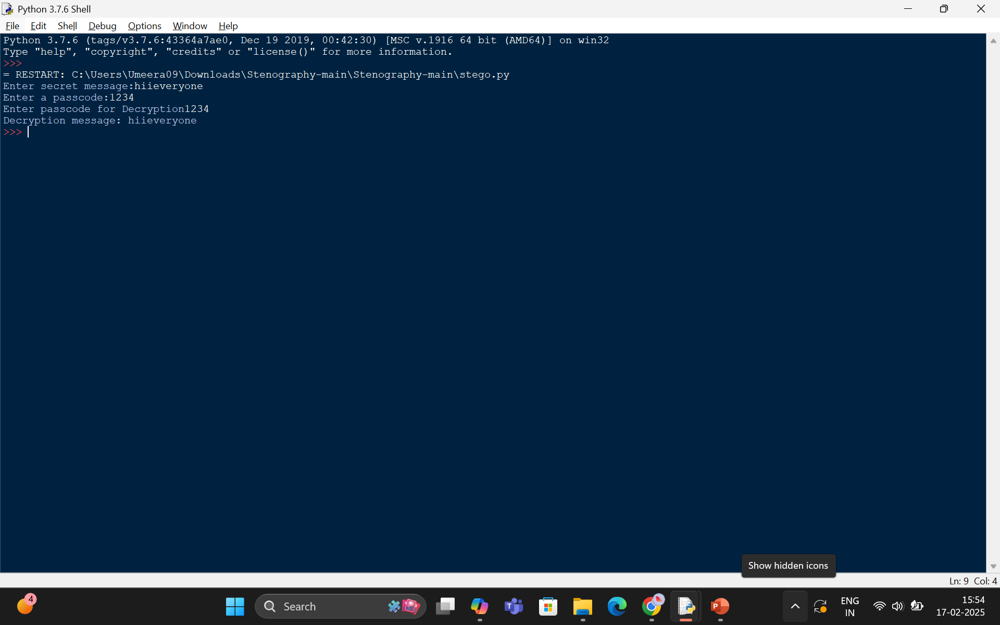 Python 3.7.6 Shell
File Edit Shell Debug Options Window Help
Python 3.7.6 (tags/v3.7.6:43364a7ae0, Dec 19 2019, 00:42:30) [MSC v.1916 64 bit (AMD64)] on win32
Type "help", "copyright", "credits" or "license()" for more information.
>>>
= RESTART: C:\Users\Umeera09\Downloads\Stenography-main\Stenography-main\stego.py
Enter secret message:hiieveryone
Enter a passcode:1234
Enter passcode for Decryption1234
Decryption message: hiieveryone
>>>
Show hidden icons
Ln: 9 Col: 4
4
Search
T
P
ENG
IN
15:54
17-02-2025